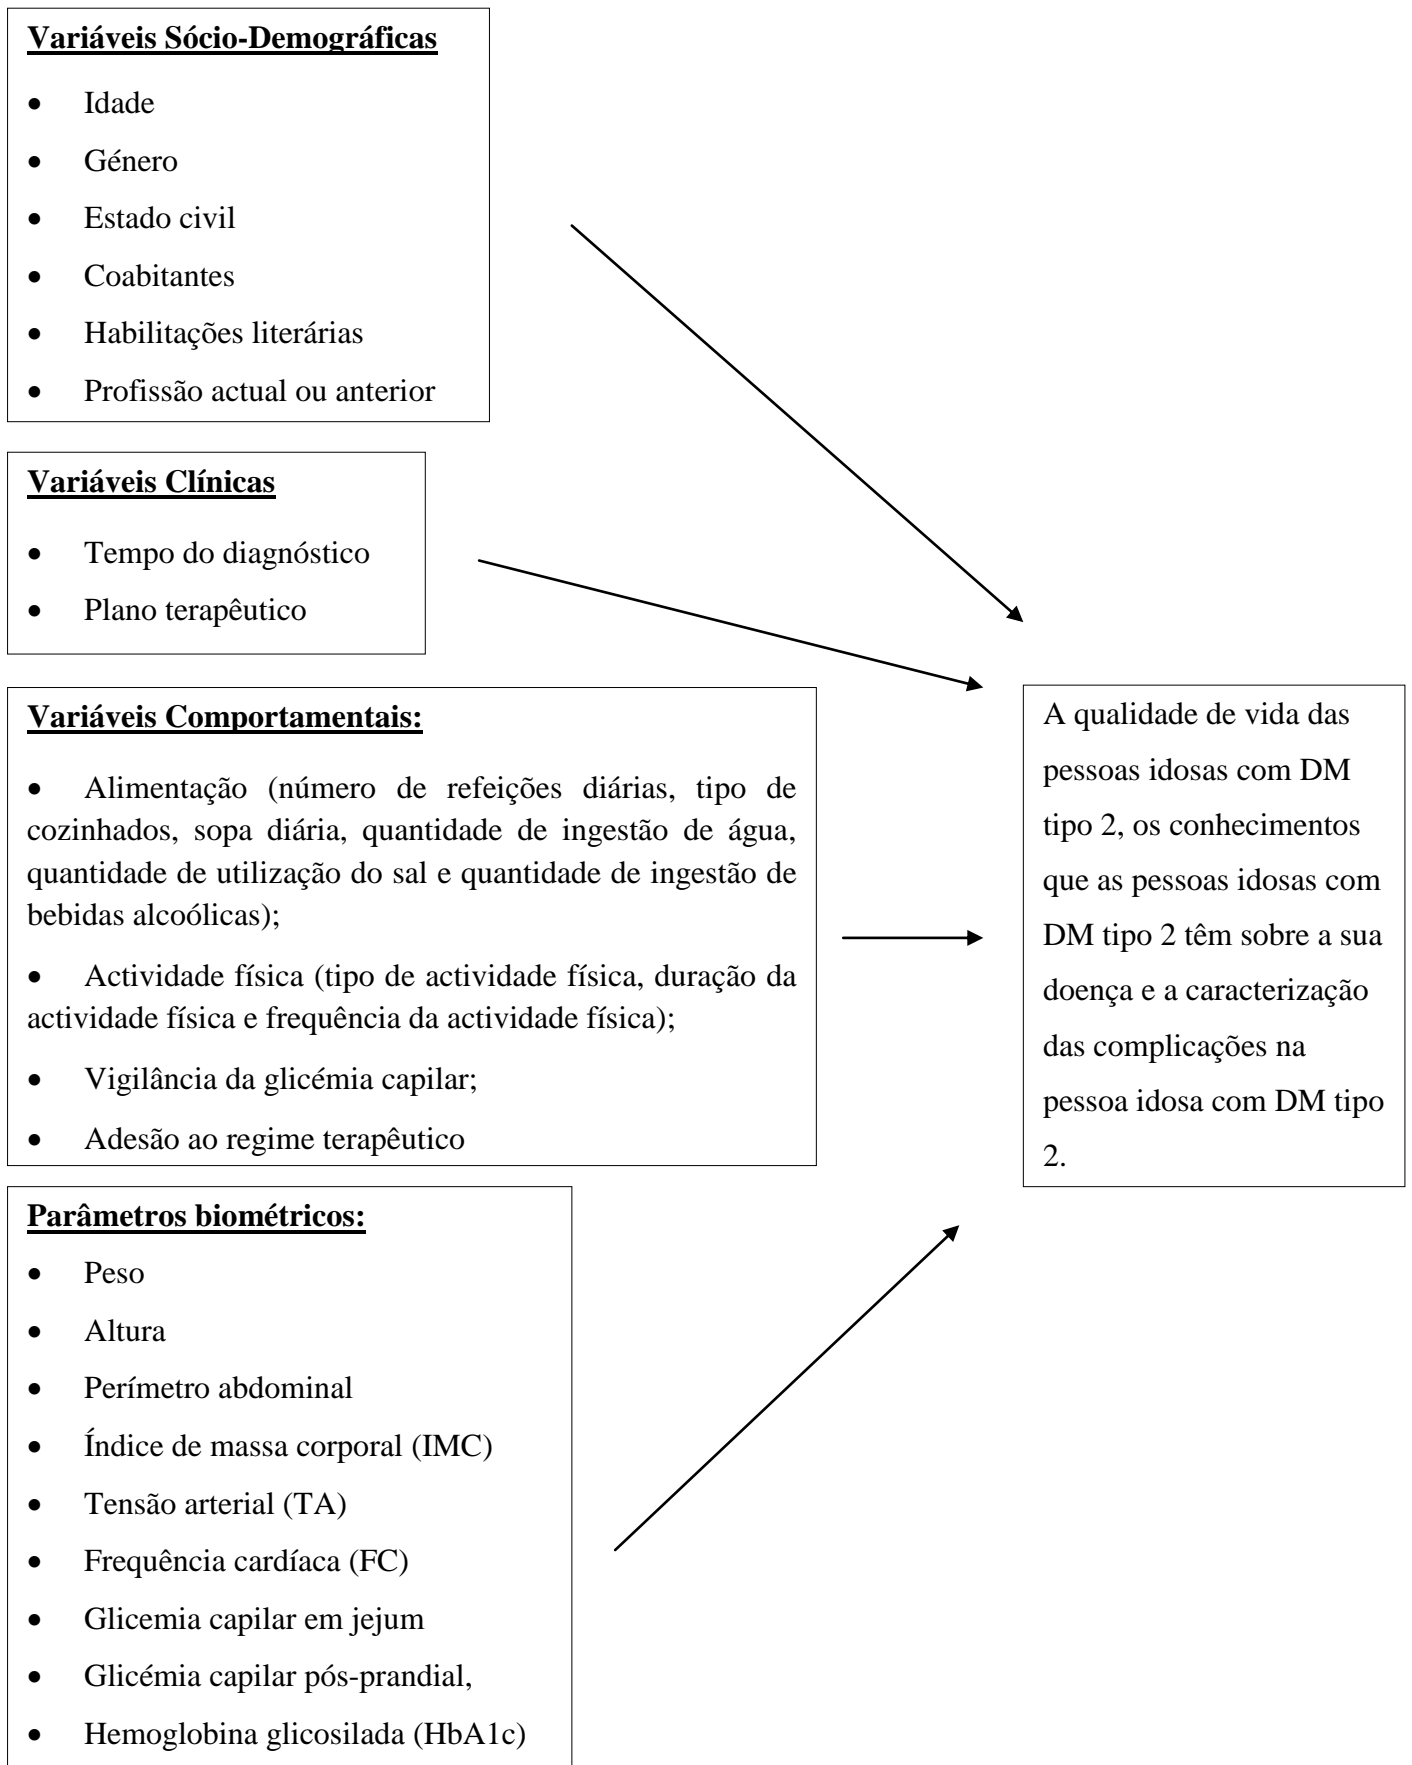 Variáveis Sócio-Demográficas
• Idade
• Género
• Estado civil
• Coabitantes
• Habilitações literárias
• Profissão actual ou anterior
Variáveis Clínicas
• Tempo do diagnóstico
• Plano terapêutico
Variáveis Comportamentais:
• Alimentação (número de refeições diárias, tipo de
cozinhados, sopa diária, quantidade de ingestão de água,
quantidade de utilização do sal e quantidade de ingestão de
bebidas alcoólicas);
• Actividade física (tipo de actividade física, duração da
actividade física e frequência da actividade física);
• Vigilância da glicémia capilar;
• Adesão ao regime terapêutico
A qualidade de vida das
pessoas idosas com DM
tipo 2, os conhecimentos
que as pessoas idosas com
DM tipo 2 têm sobre a sua
doença e a caracterização
das complicações na
pessoa idosa com DM tipo
2.
Parâmetros biométricos:
• Peso
• Altura
• Perímetro abdominal
• Índice de massa corporal (IMC)
• Tensão arterial (TA)
• Frequência cardíaca (FC)
• Glicemia capilar em jejum
• Glicémia capilar pós-prandial,
• Hemoglobina glicosilada (HbA1c)